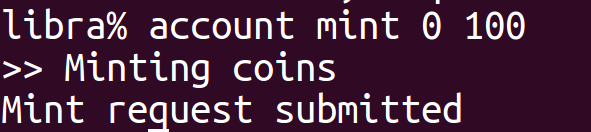 libra% account mint 0 100
>> Minting coins
Mint request submitted